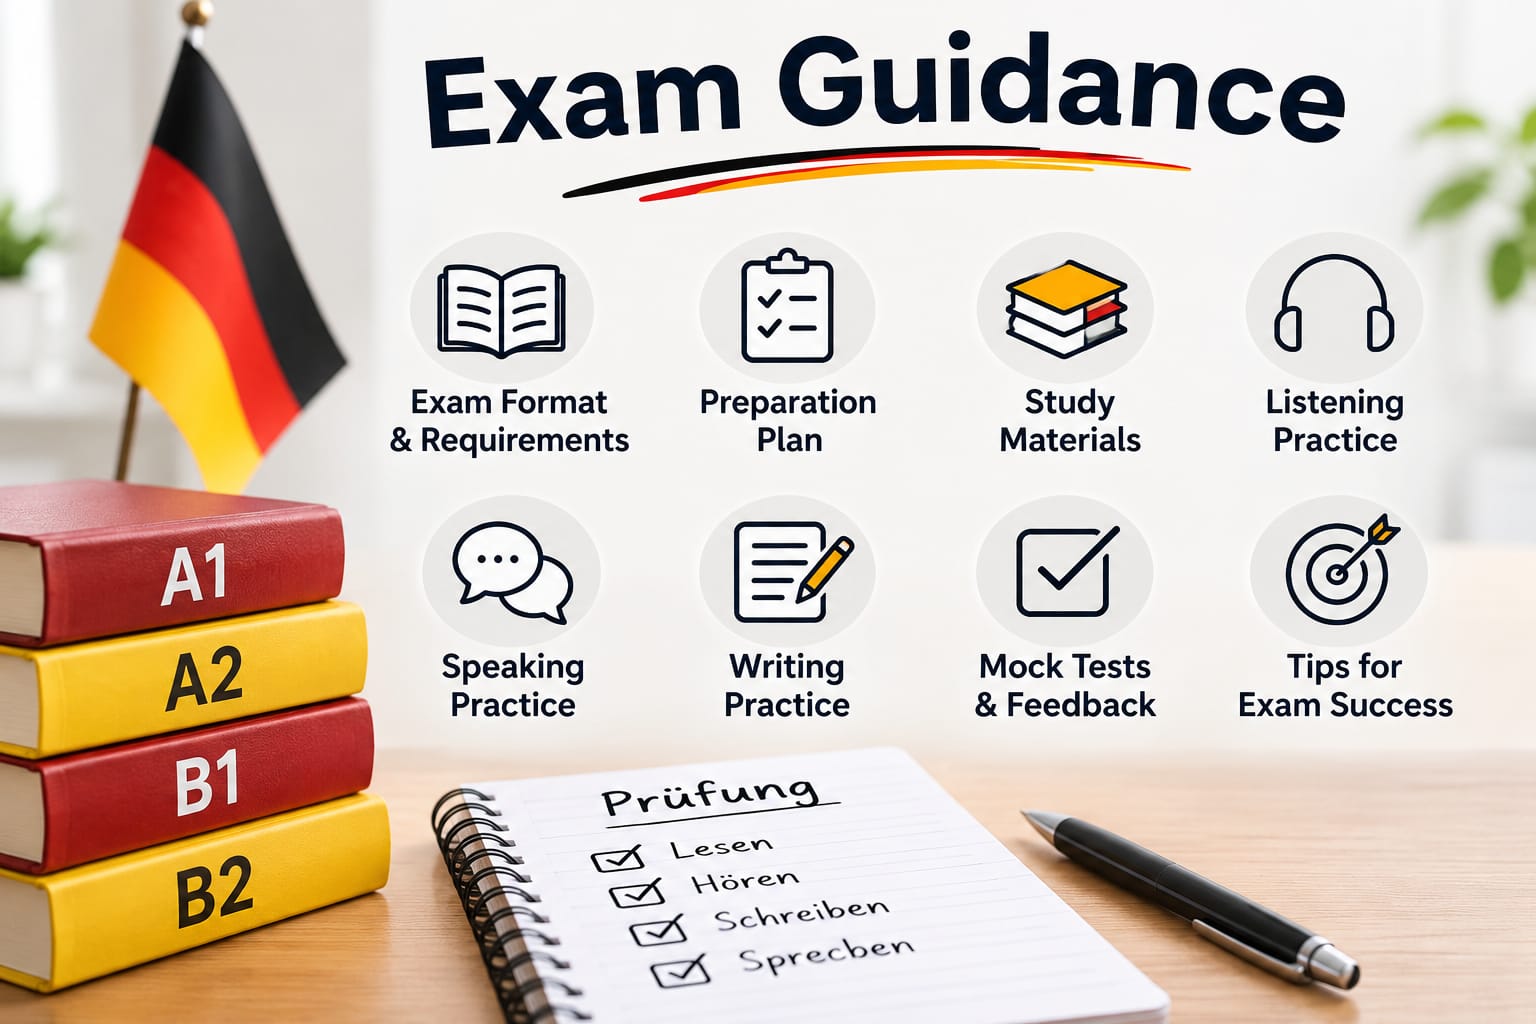 Exam Guidance
Exam Format
& Requirements
Preparation
Plan
Study
Materials
Listening
Practice
Speaking
Practice
Writing
Practice
Mock Tests
& Feedback
Tips for
Exam Success
A1
A2
B1
B2
Prüfung
Lesen
Hören
Schreiben
Sprecben